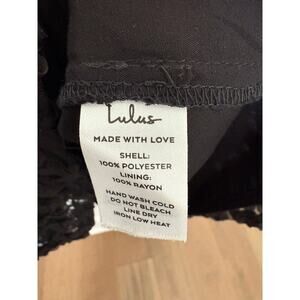 Lulus
MADE WITH LOVE
SHELL:
100% POLYESTER
LINING:
100% RAYON
HAND WASH COLD
DO NOT BLEACH
LINE DRY
IRON LOW HEAT